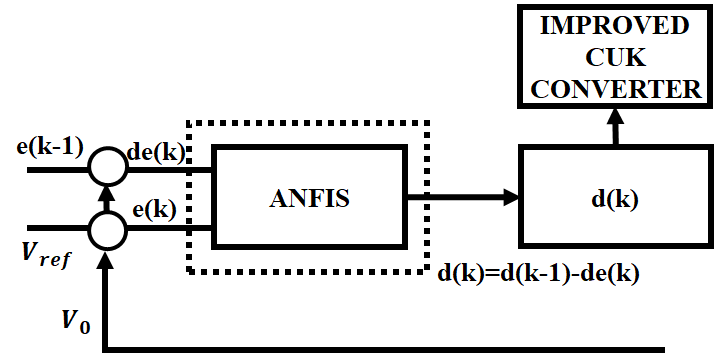 IMPROVED
CUK
CONVERTER
e(k-1)
de(k)
ANFIS
d(k)
e(k)
V_ref
d(k)=d(k-1)-de(k)
V_0